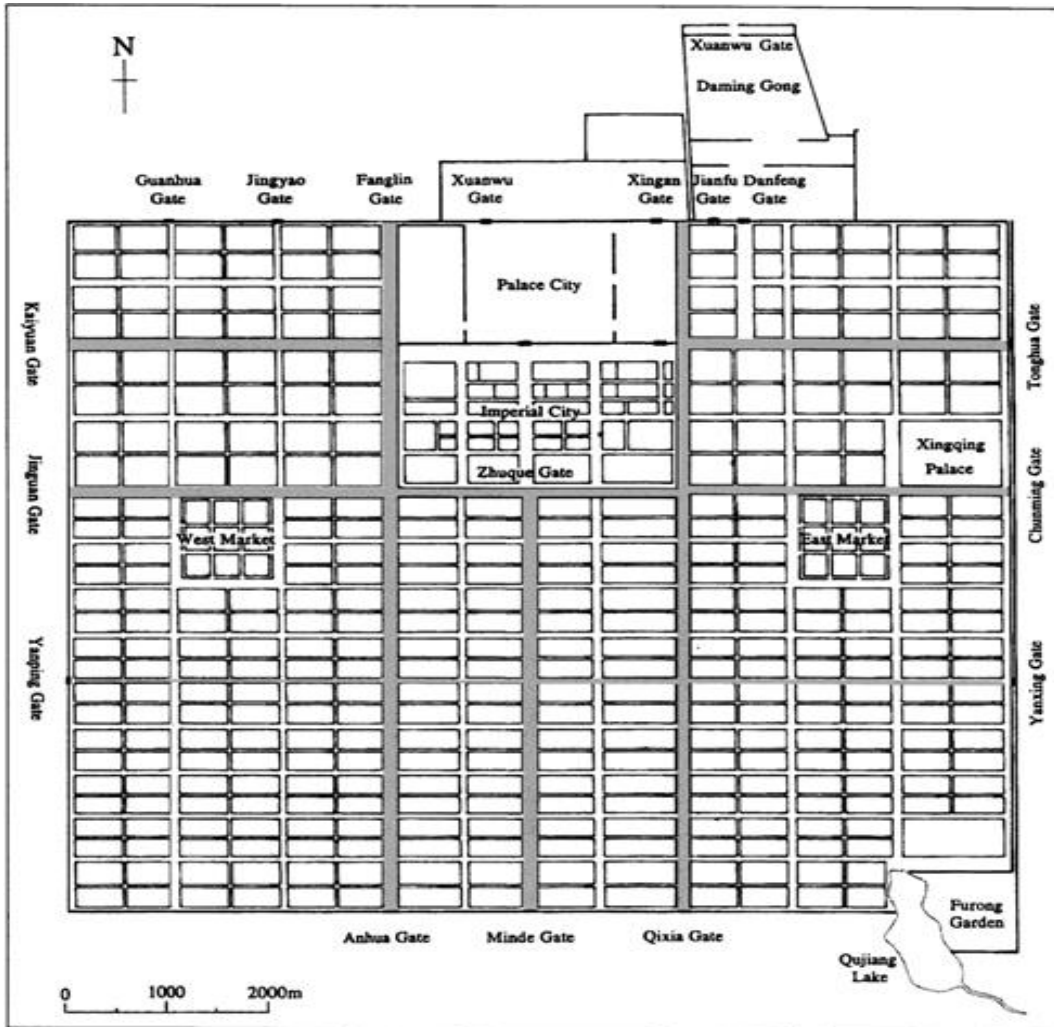 N
Xuanwu Gate
Daming Gong
Guanhua
Gate
Jingyao
Gate
Fanglin
Gate
Xuanwu
Gate
Xingan
Gate
Jianfu
Gate
Danfeng
Gate
Palace City
Kaiyuan Gate
Tonghua Gate
Imperial City
Xingqing
Palace
Zhuque Gate
Jinguan Gate
Chunming Gate
West Market
East Market
Yanping Gate
Yanxing Gate
Furong
Garden
Anhua Gate
Minde Gate
Qixia Gate
Qujiang
Lake
0 1000 2000m